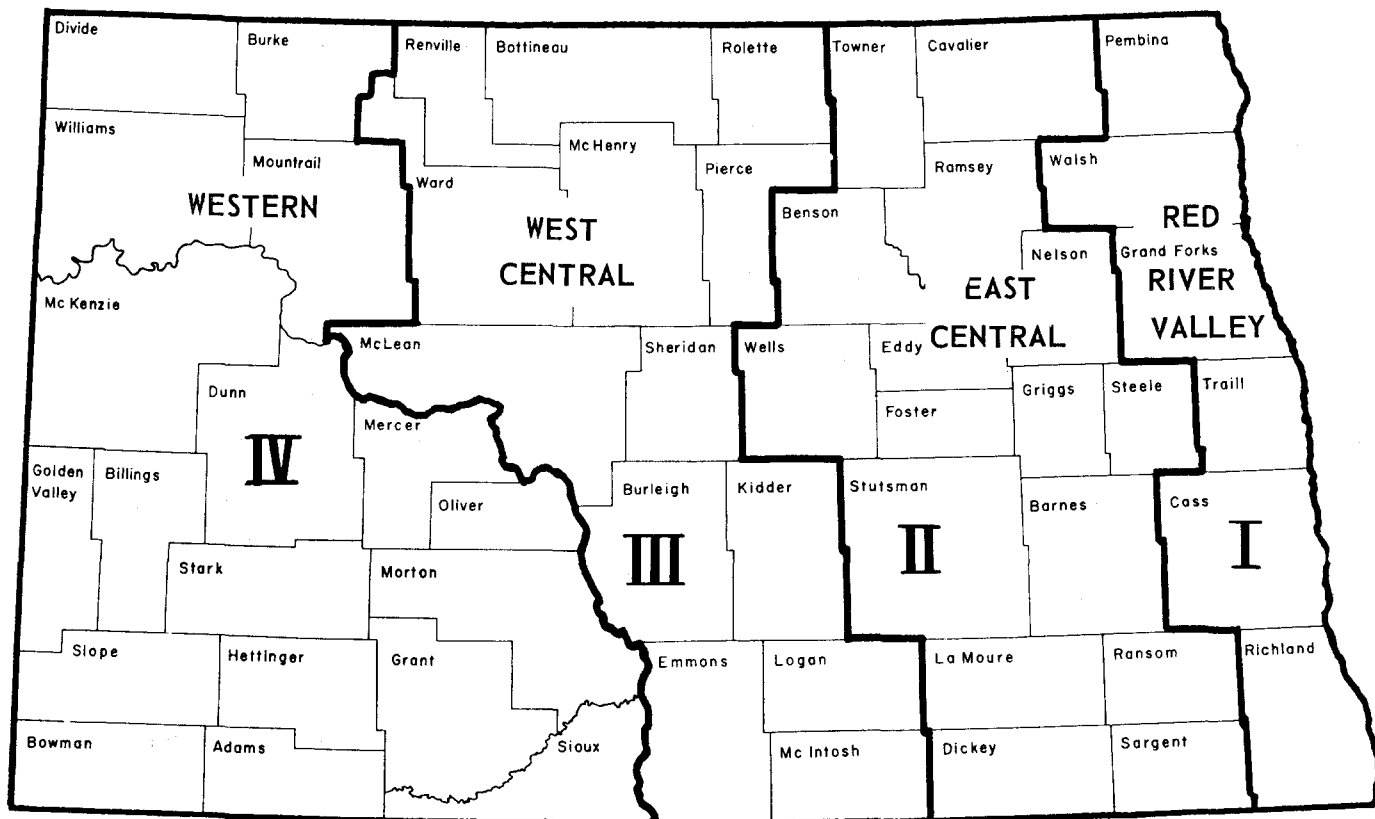 Divide
Burke
Renville
Bottineau
Rolette
Towner
Cavalier
Pembina
Williams
Mountrail
Ward
McHenry
Pierce
Ramsey
Walsh
WESTERN
WEST
CENTRAL
Benson
Nelson
RED
Grand Forks
RIVER
VALLEY
EAST
CENTRAL
McKenzie
McLean
Sheridan
Wells
Eddy
Dunn
Mercer
Foster
Griggs
Steele
Traill
IV
Golden
Valley
Billings
Oliver
Burleigh
Kidder
Stutsman
Barnes
Cass
III
II
I
Stark
Morton
Slope
Hettinger
Grant
Emmons
Logan
La Moure
Ransom
Richland
Bowman
Adams
Sioux
Mc Intosh
Dickey
Sargent